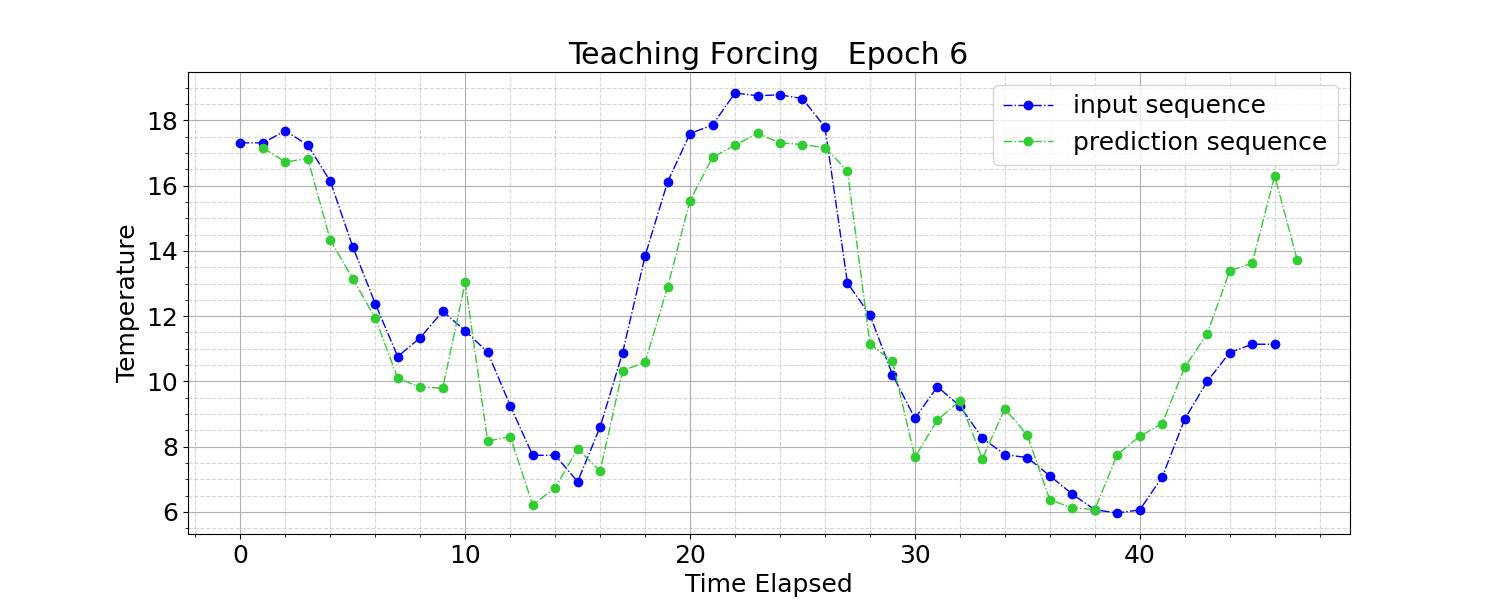 Teaching Forcing   Epoch 6
input sequence
prediction sequence
Temperature
18
16
14
12
10
8
6
0 10 20 30 40
Time Elapsed